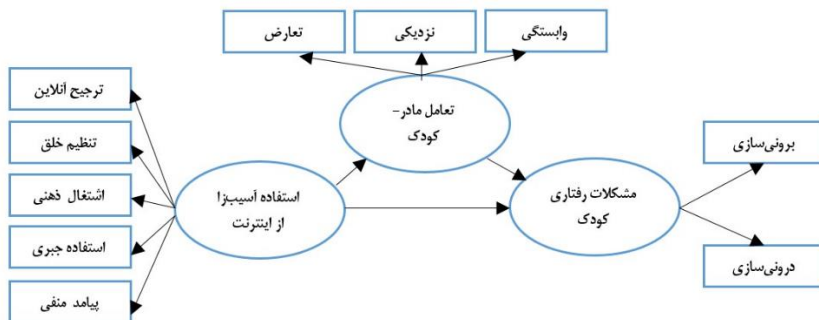 تعارض
نزدیکی
وابستگی
ترجیح آنلاین
تنظیم خلق
اشتغال ذهنی
استفاده جبری
پیامد منفی
استفاده آسیب‌زا
از اینترنت
تعامل مادر-
کودک
مشکلات رفتاری
کودک
برونی‌سازی
درونی‌سازی